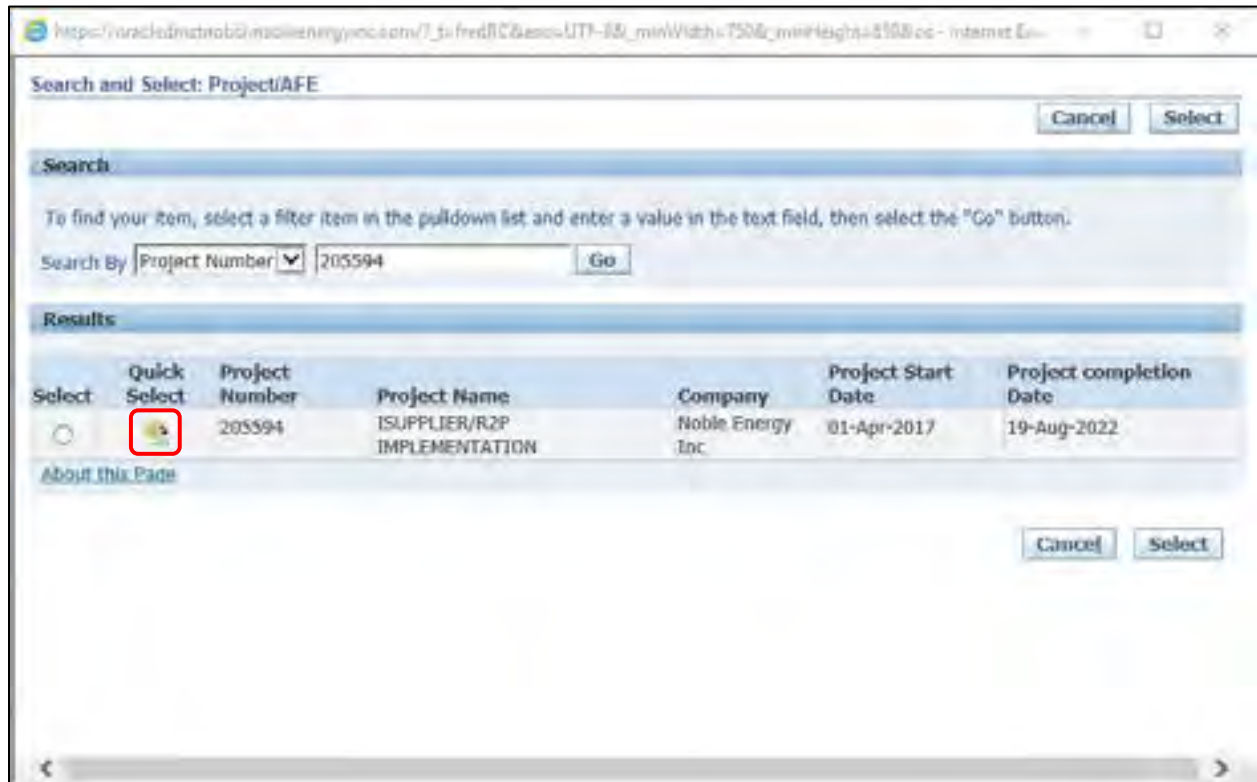 Search and Select: Project/AFE
Cancel Select
Search
To find your item, select a filter item in the pulldown list and enter a value in the text field, then select the "Go" button.
Search By Project Number 205594 Go
Results
Select Quick Select Project Number Project Name Company Project Start Date Project completion Date
205594 ISUPPLIER/R2P IMPLEMENTATION Noble Energy Inc 01-Apr-2017 19-Aug-2022
About this Page
Cancel Select